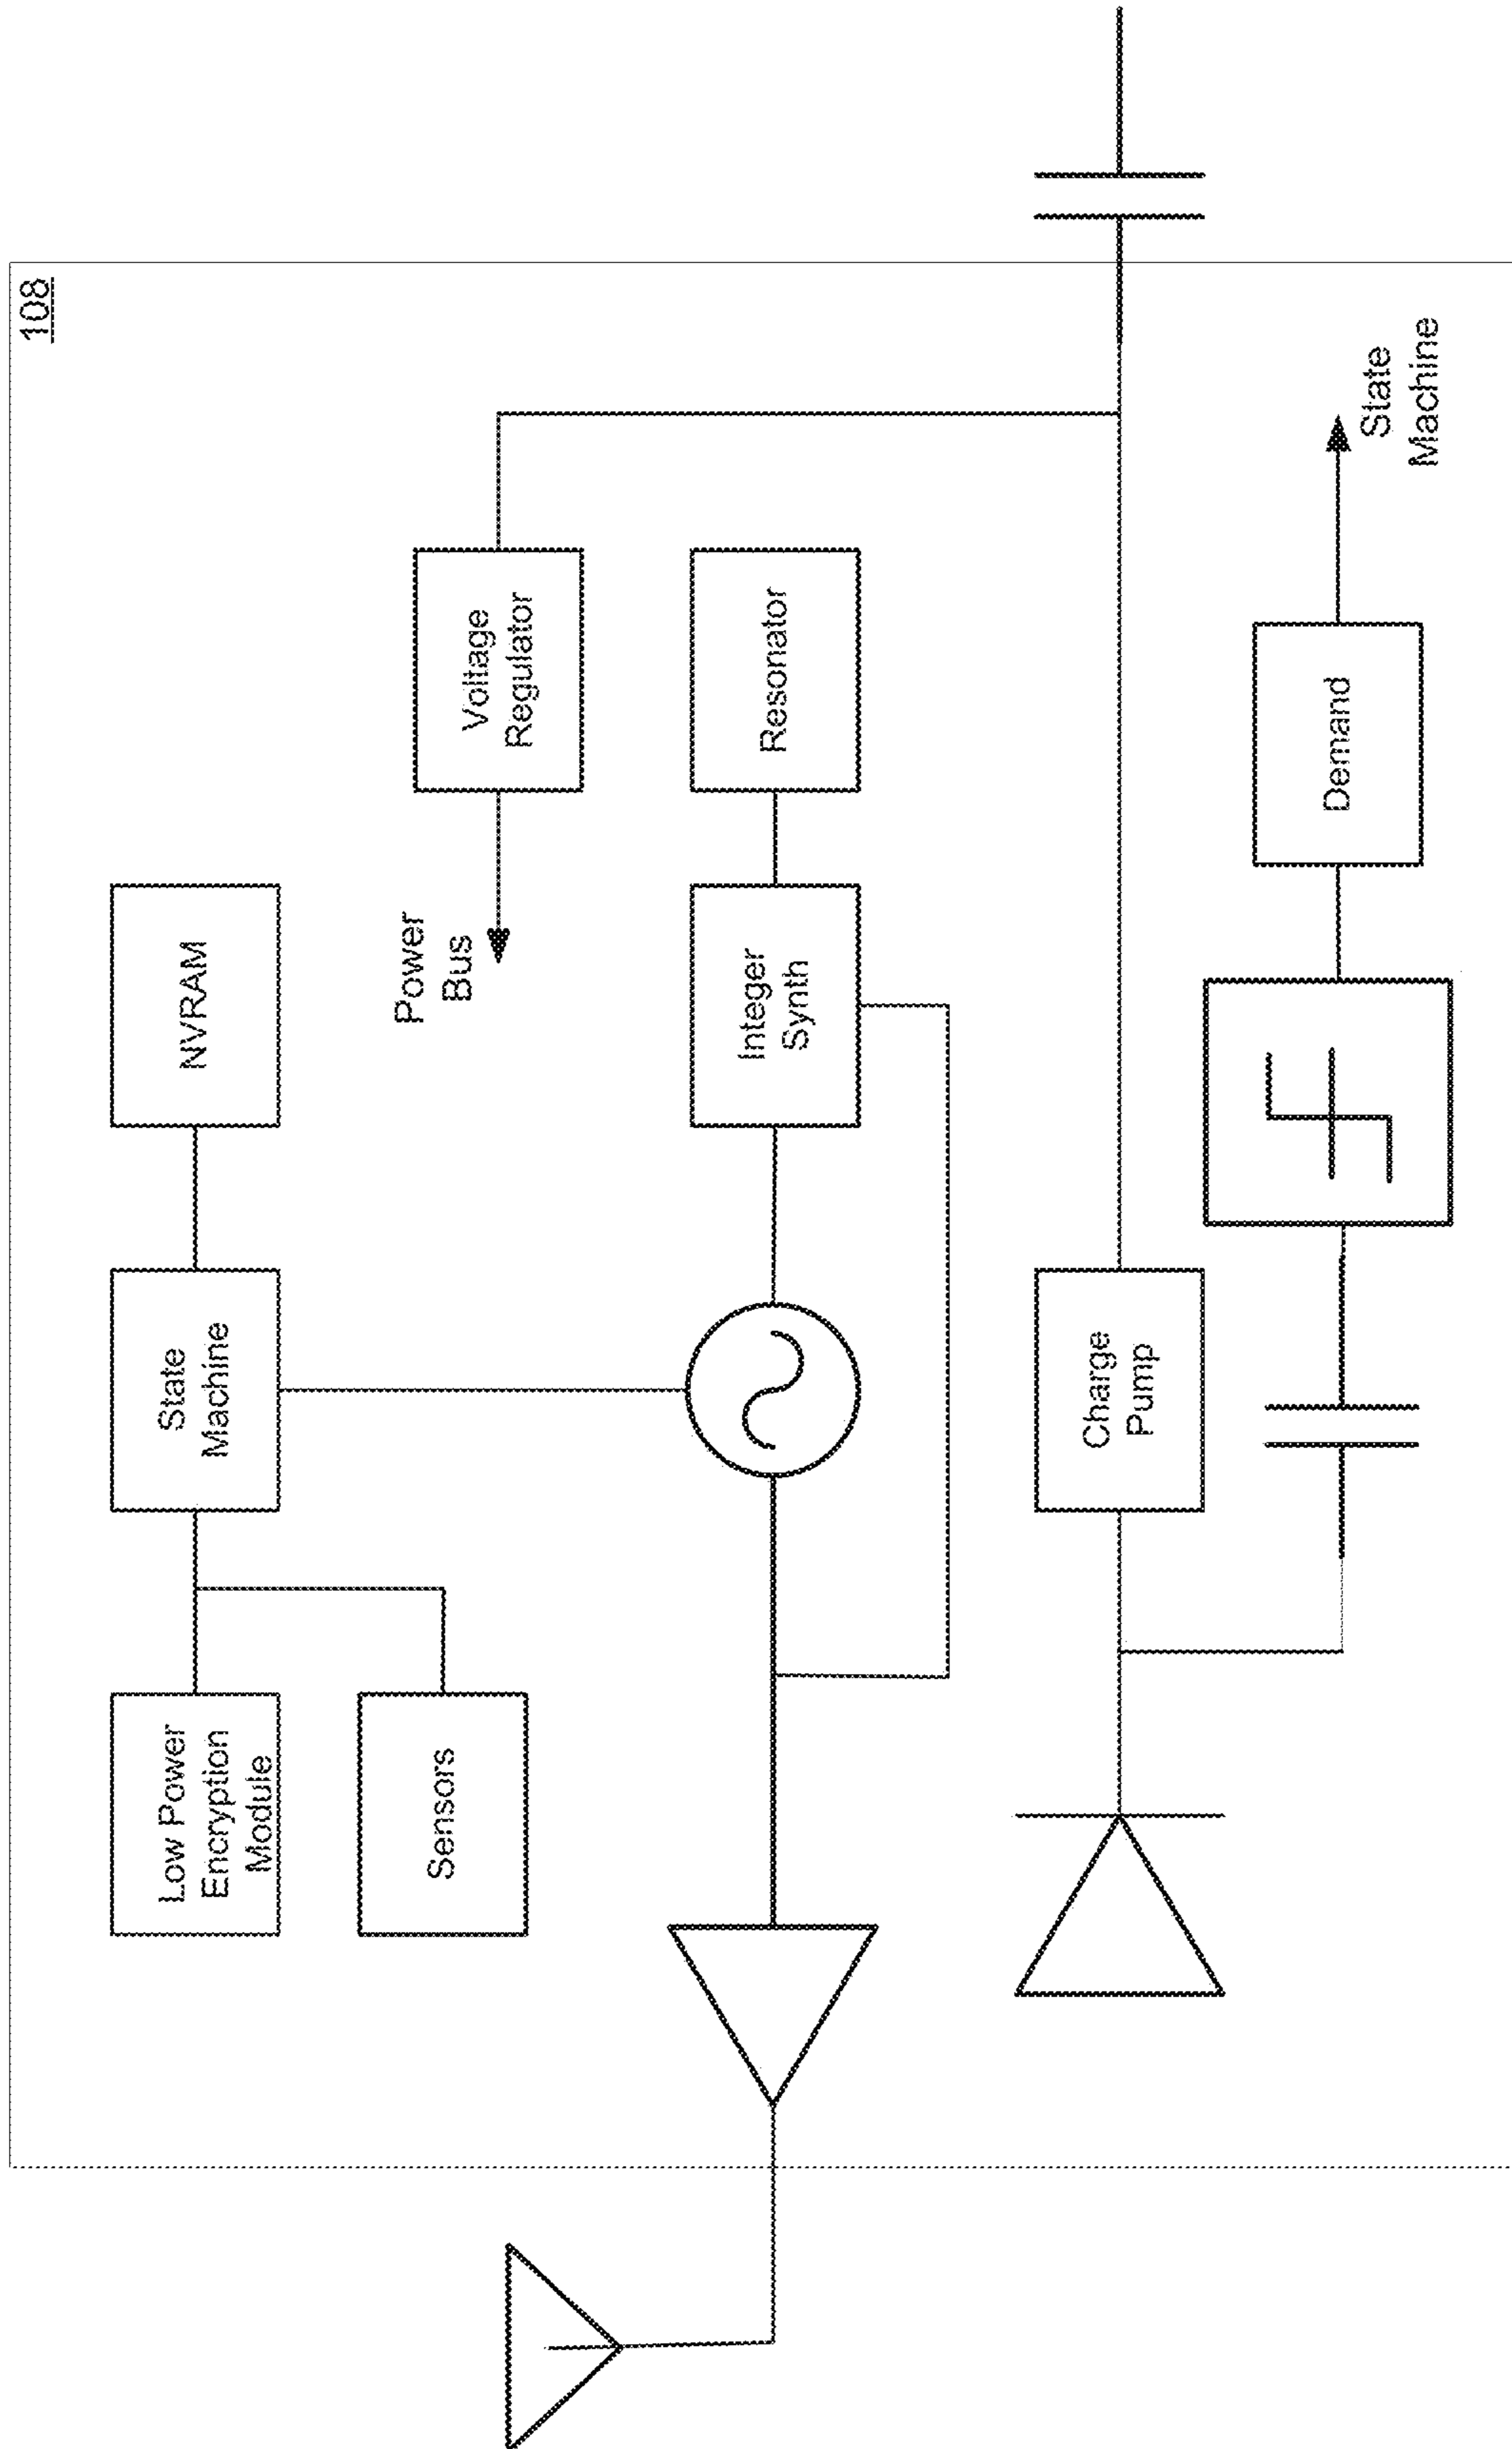 108
Low Power
Encryption
Module
State
Machine
NVRAM
Sensors
Power
Bus
Voltage
Regulator
Integer
Synth
Resonator
Charge
Pump
Demand
State
Machine